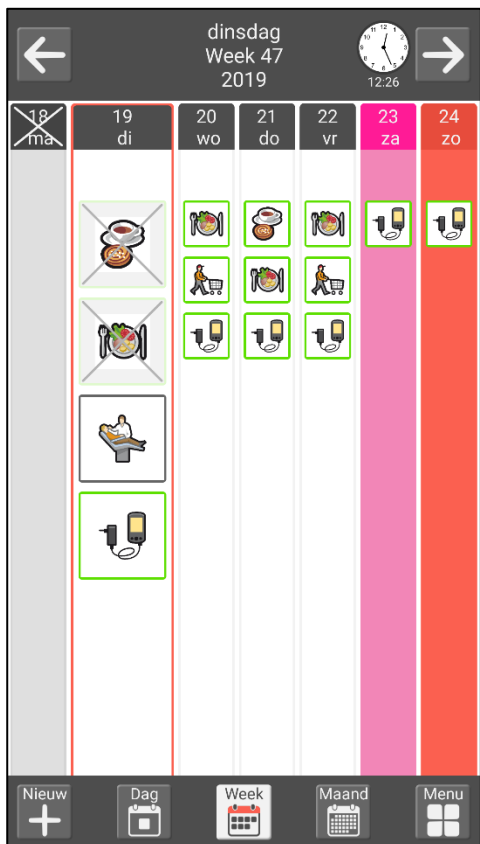 dinsdag
Week 47
2019
12:26
18
ma
19
di
20
wo
21
do
22
vr
23
za
24
zo
Nieuw
Dag
Week
Maand
Menu